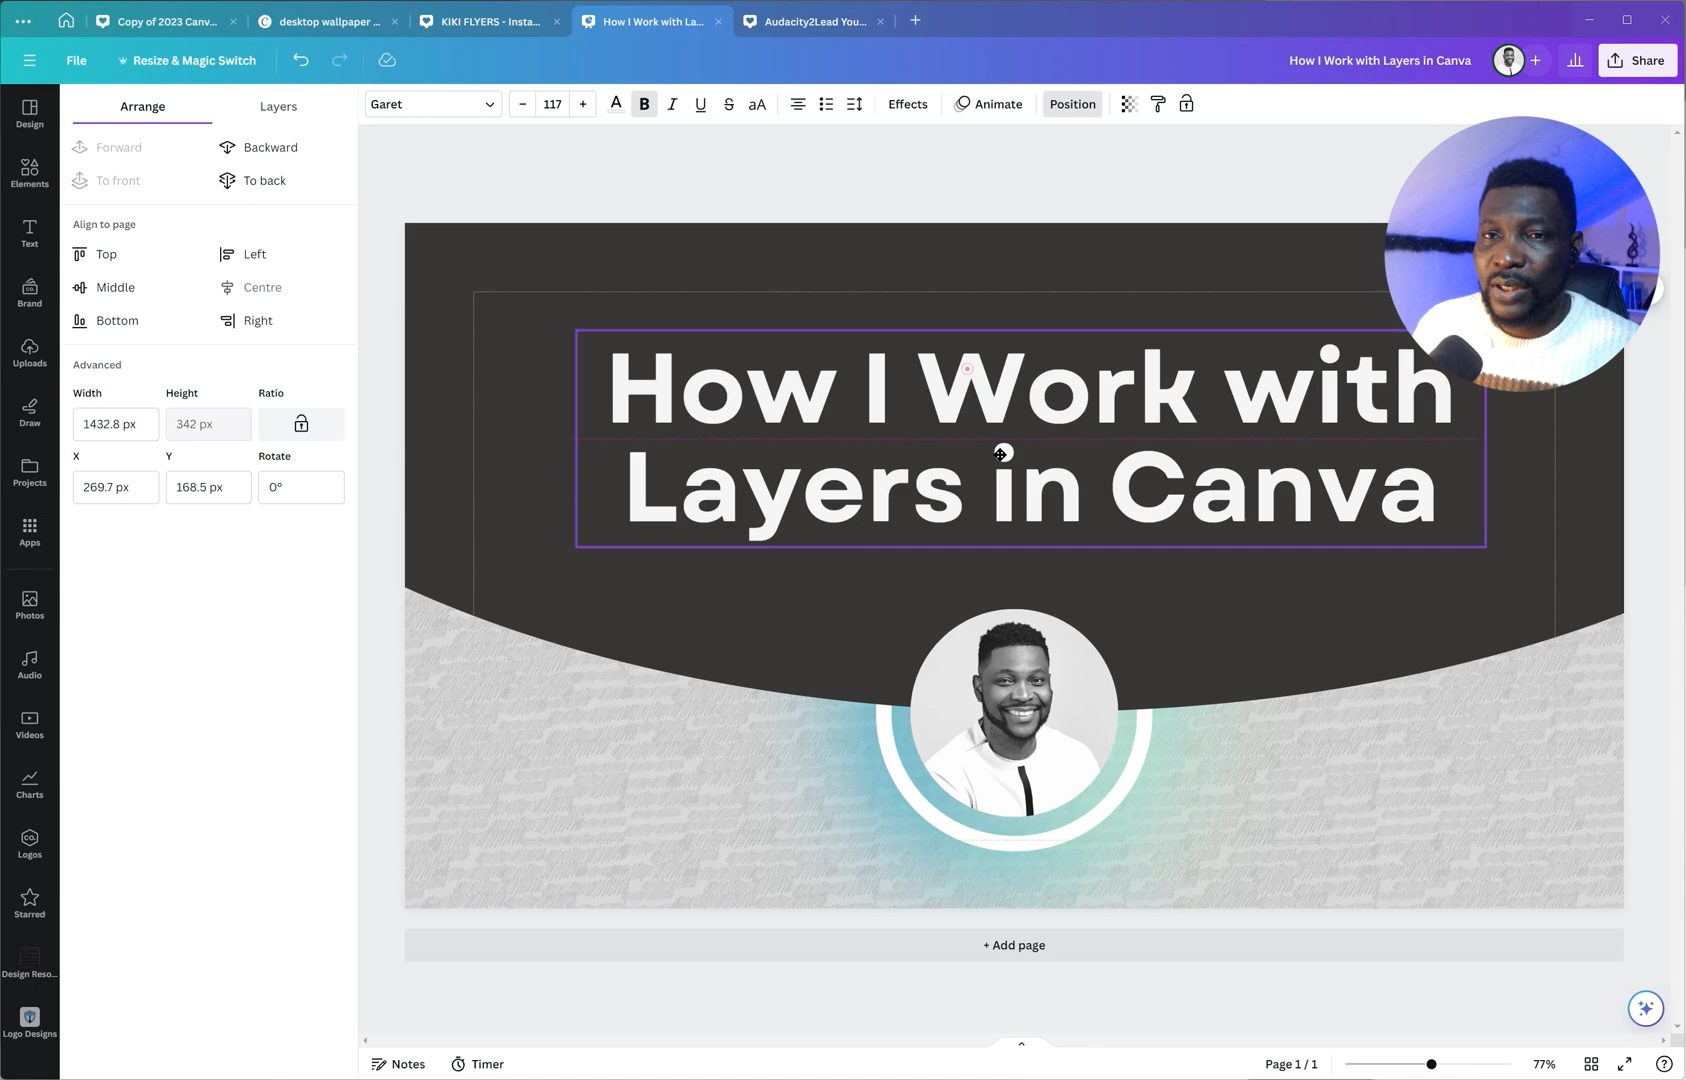 Copy of 2023 Canv...
desktop wallpaper ...
KIKI FLYERS - Insta...
How I Work with La...
Audacity2Lead You...
File
Resize & Magic Switch
How I Work with Layers in Canva
Share
Design
Elements
Text
Brand
Uploads
Draw
Projects
Apps
Photos
Audio
Videos
Charts
Logos
Starred
Design Reso...
Logo Designs
Arrange
Layers
Forward
Backward
To front
To back
Align to page
Top
Left
Middle
Centre
Bottom
Right
Advanced
Width
Height
Ratio
1432.8 px
342 px
X
Y
Rotate
269.7 px
168.5 px
0°
Garet
– 117 +
A B I U S aA
Effects
Animate
Position
How I Work with
Layers in Canva
+ Add page
Notes
Timer
Page 1 / 1
77%